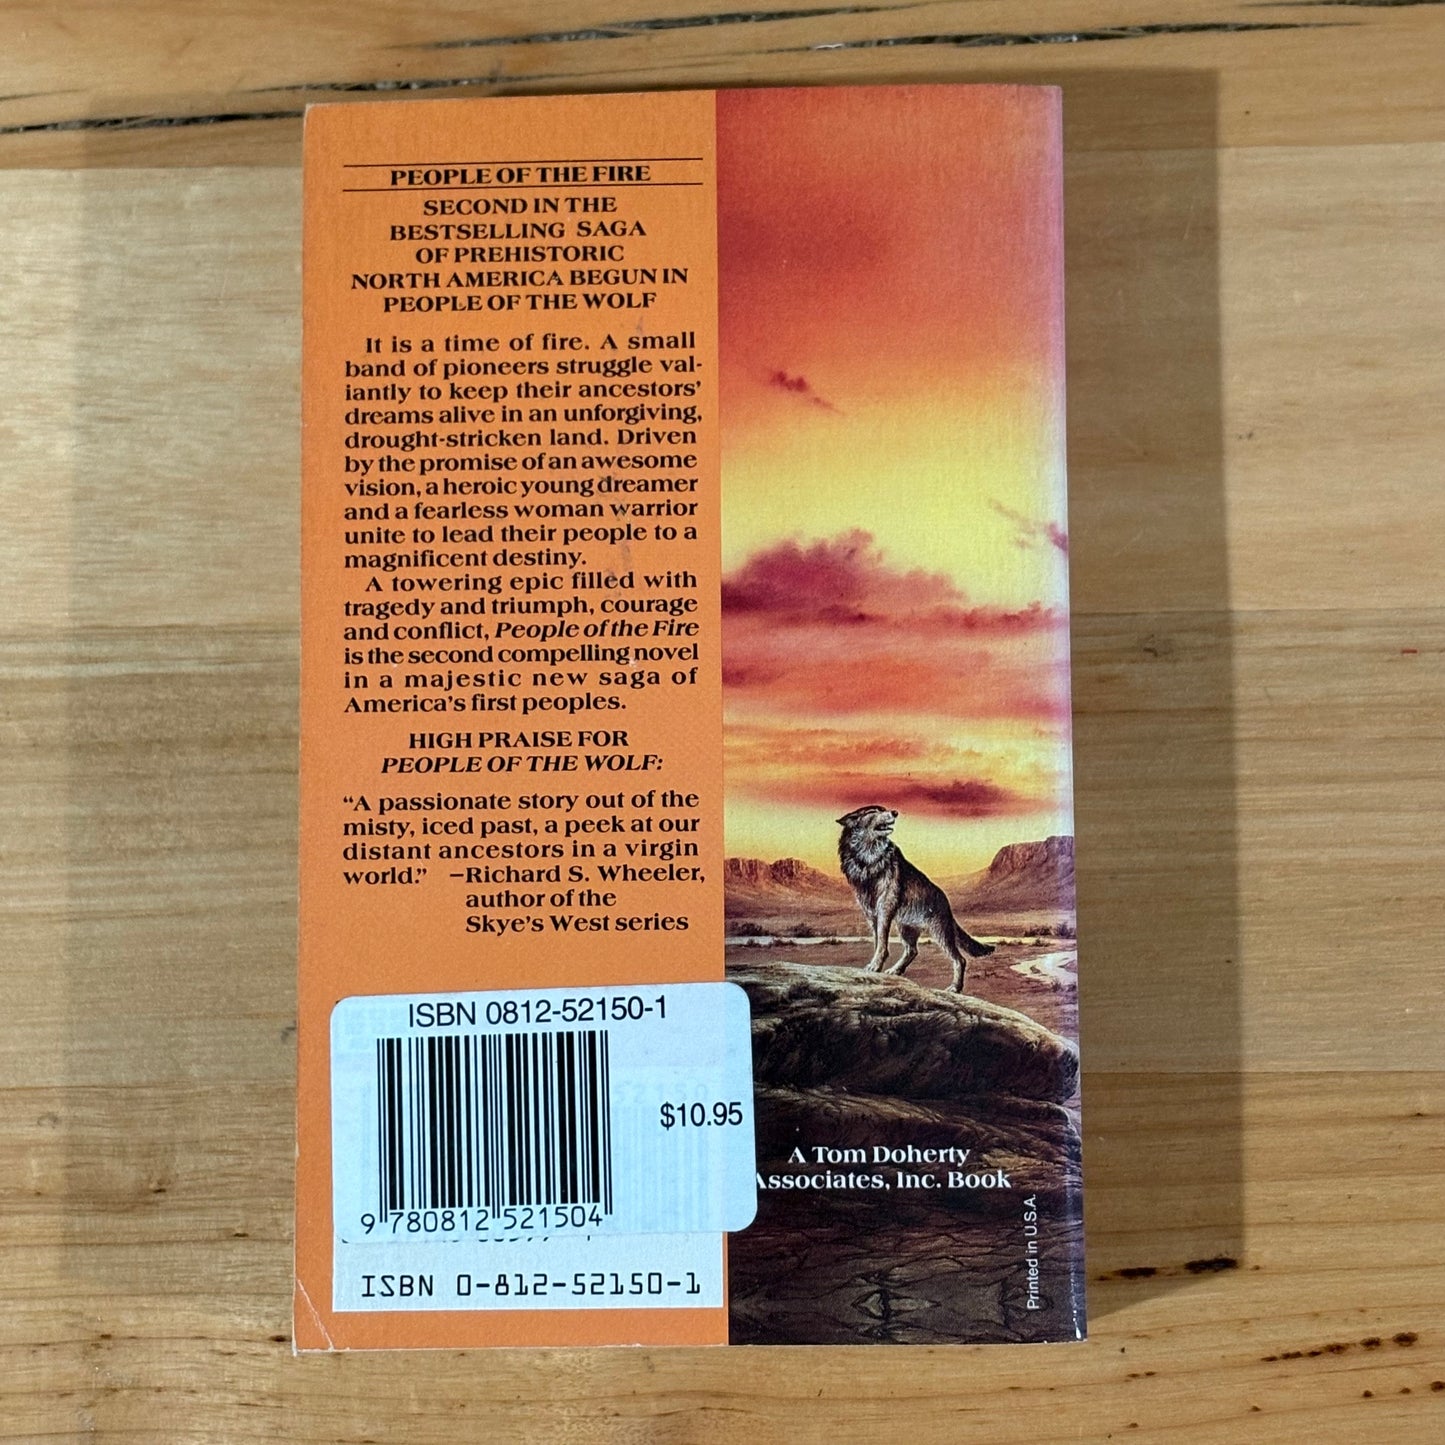 PEOPLE OF THE FIRE
SECOND IN THE
BESTSELLING SAGA
OF PREHISTORIC
NORTH AMERICA BEGUN IN
PEOPLE OF THE WOLF
It is a time of fire. A small
band of pioneers struggle val-
iantly to keep their ancestors'
dreams alive in an unforgiving,
drought-stricken land. Driven
by the promise of an awesome
vision, a heroic young dreamer
and a fearless woman warrior
unite to lead their people to a
magnificent destiny.
A towering epic filled with
tragedy and triumph, courage
and conflict, People of the Fire
is the second compelling novel
in a majestic new saga of
America's first peoples.
HIGH PRAISE FOR
PEOPLE OF THE WOLF:
“A passionate story out of the
misty, iced past, a peek at our
distant ancestors in a virgin
world.” —Richard S. Wheeler,
author of the
Skye's West series
ISBN 0812-52150-1
52150
$10.95
9 780812 521504
ISBN 0-812-52150-1
A Tom Doherty
Associates, Inc. Book
Printed in U.S.A.